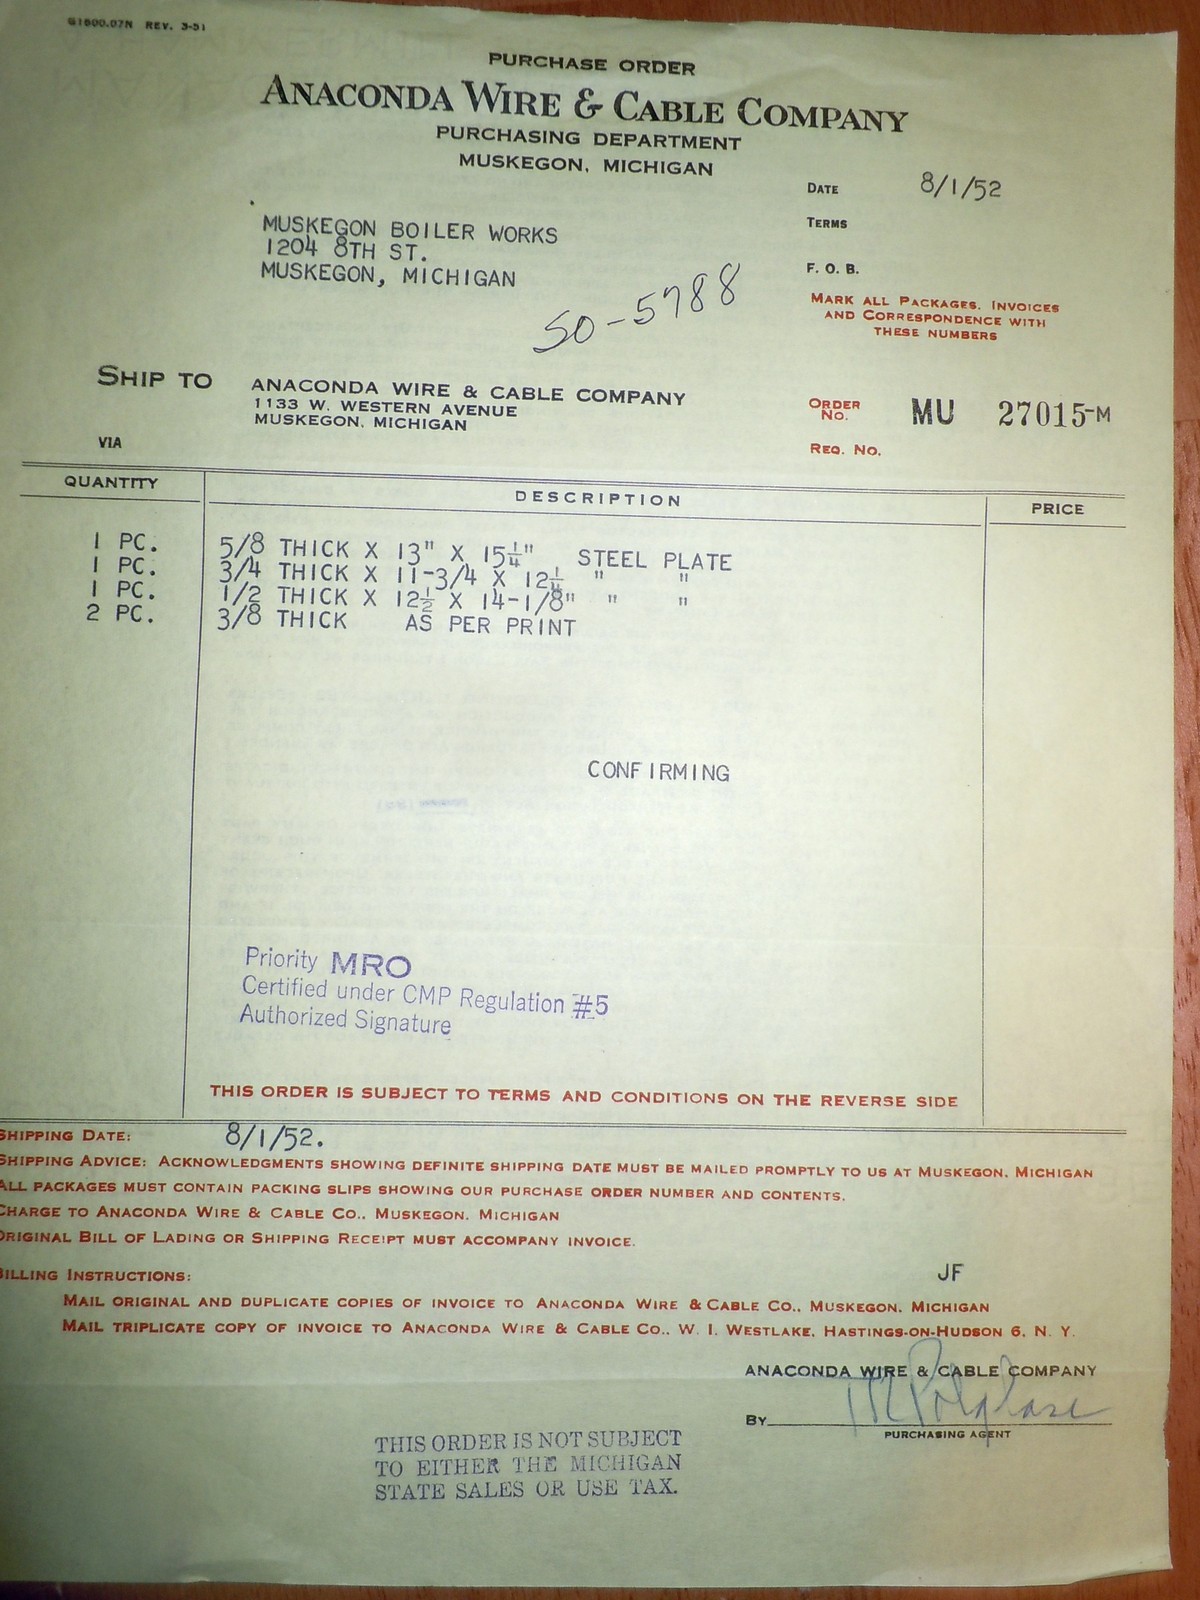 G1600.07N REV. 3-51
PURCHASE ORDER
ANACONDA WIRE & CABLE COMPANY
PURCHASING DEPARTMENT
MUSKEGON, MICHIGAN
DATE 8/1/52
TERMS
F. O. B.
MUSKEGON BOILER WORKS
1204 8TH ST.
MUSKEGON, MICHIGAN
50-5788
MARK ALL PACKAGES, INVOICES
AND CORRESPONDENCE WITH
THESE NUMBERS
SHIP TO ANACONDA WIRE & CABLE COMPANY
1133 W. WESTERN AVENUE
MUSKEGON, MICHIGAN
ORDER NO. MU 27015-M
VIA
REQ. NO.
QUANTITY DESCRIPTION PRICE
1 PC. 5/8 THICK X 13" X 15¼" STEEL PLATE
1 PC. 3/4 THICK X 11-3/4 X 12¼ " "
1 PC. 1/2 THICK X 12½ X 14-1/8" " "
2 PC. 3/8 THICK AS PER PRINT
CONFIRMING
Priority MRO
Certified under CMP Regulation #5
Authorized Signature
THIS ORDER IS SUBJECT TO TERMS AND CONDITIONS ON THE REVERSE SIDE
SHIPPING DATE: 8/1/52.
SHIPPING ADVICE: ACKNOWLEDGMENTS SHOWING DEFINITE SHIPPING DATE MUST BE MAILED PROMPTLY TO US AT MUSKEGON, MICHIGAN
ALL PACKAGES MUST CONTAIN PACKING SLIPS SHOWING OUR PURCHASE ORDER NUMBER AND CONTENTS.
CHARGE TO ANACONDA WIRE & CABLE CO., MUSKEGON, MICHIGAN
ORIGINAL BILL OF LADING OR SHIPPING RECEIPT MUST ACCOMPANY INVOICE.
BILLING INSTRUCTIONS: JF
MAIL ORIGINAL AND DUPLICATE COPIES OF INVOICE TO ANACONDA WIRE & CABLE CO., MUSKEGON, MICHIGAN
MAIL TRIPLICATE COPY OF INVOICE TO ANACONDA WIRE & CABLE CO., W. I. WESTLAKE, HASTINGS-ON-HUDSON 6, N. Y.
ANACONDA WIRE & CABLE COMPANY
BY
PURCHASING AGENT
THIS ORDER IS NOT SUBJECT
TO EITHER THE MICHIGAN
STATE SALES OR USE TAX.